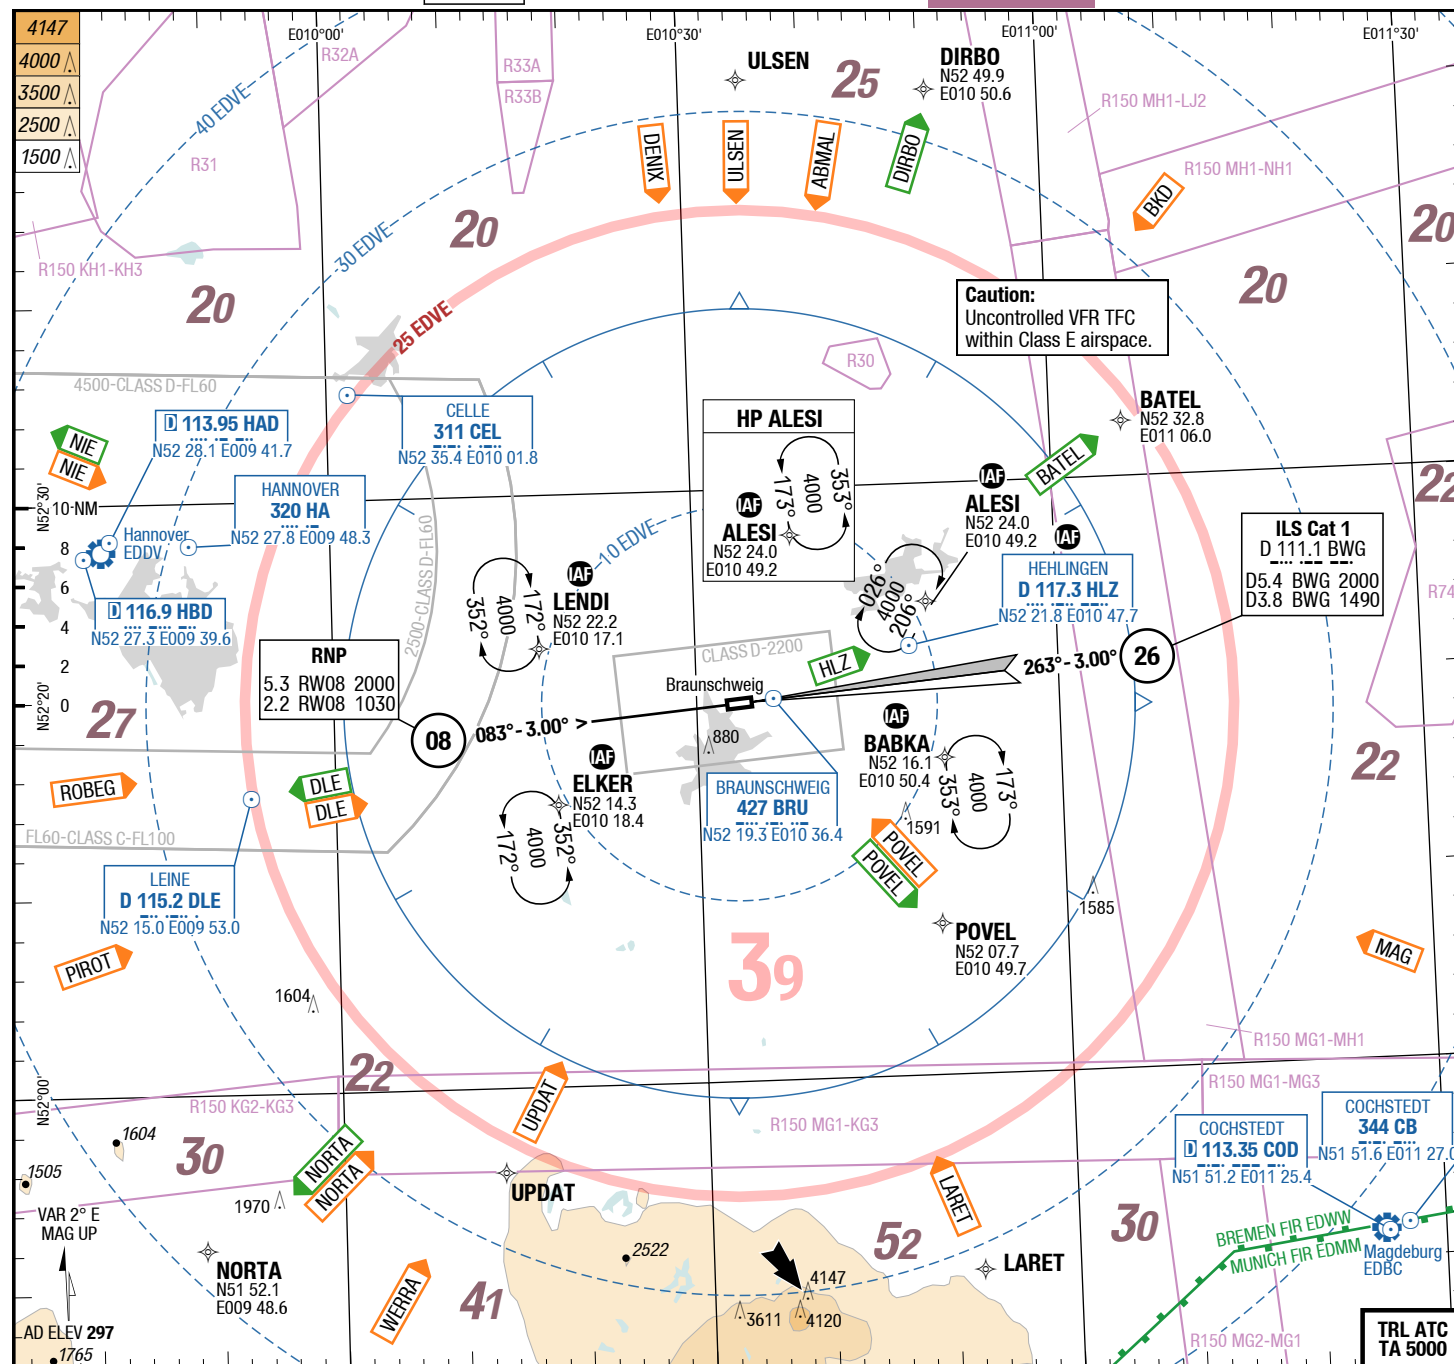 4147
4000
3500
2500
1500
E010°00'
E010°30'
E011°00'
E011°30'
R32A
R33A
R33B
R31
R150 KH1-KH3
40 EDVE
30 EDVE
25 EDVE
10 EDVE
20
20
25
20
20
ULSEN
DIRBO
N52 49.9
E010 50.6
DENIX
ULSEN
ABMAL
DIRBO
BKD
R150 MH1-LJ2
R150 MH1-NH1
Caution:
Uncontrolled VFR TFC
within Class E airspace.
R30
4500-CLASS D-FL60
D 113.95 HAD
N52 28.1 E009 41.7
CELLE
311 CEL
N52 35.4 E010 01.8
NIE
NIE
N52°30'
10-NM
8
6
4
2
0
N52°20'
HANNOVER
320 HA
N52 27.8 E009 48.3
Hannover
EDDV
D 116.9 HBD
N52 27.3 E009 39.6
2500-CLASS D-FL60
HP ALESI
173°
4000
353°
IAF
ALESI
N52 24.0
E010 49.2
IAF
ALESI
N52 24.0
E010 49.2
BATEL
N52 32.8
E011 06.0
BATEL
IAF
HEHLINGEN
D 117.3 HLZ
N52 21.8 E010 47.7
026°
4000
206°
ILS Cat 1
D 111.1 BWG
D5.4 BWG 2000
D3.8 BWG 1490
22
R74
IAF
LENDI
N52 22.2
E010 17.1
352°
4000
172°
RNP
5.3 RW08 2000
2.2 RW08 1030
27
08
083°- 3.00° >
CLASS D-2200
Braunschweig
880
HLZ
263°- 3.00°
26
IAF
BABKA
N52 16.1
E010 50.4
353°
4000
173°
22
ROBEG
DLE
DLE
IAF
ELKER
N52 14.3
E010 18.4
172°
4000
352°
BRAUNSCHWEIG
427 BRU
N52 19.3 E010 36.4
1591
POVEL
POVEL
FL60-CLASS C-FL100
LEINE
D 115.2 DLE
N52 15.0 E009 53.0
1585
POVEL
N52 07.7
E010 49.7
PIROT
MAG
39
1604
R150 MG1-MH1
22
N52°00'
R150 KG2-KG3
UPDAT
R150 MG1-KG3
R150 MG1-MG3
COCHSTEDT
344 CB
N51 51.6 E011 27.0
COCHSTEDT
D 113.35 COD
N51 51.2 E011 25.4
1604
1505
30
NORTA
NORTA
1970
UPDAT
LARET
52
30
VAR 2° E
MAG UP
NORTA
N51 52.1
E009 48.6
2522
LARET
BREMEN FIR EDWW
MUNICH FIR EDMM
Magdeburg
EDBC
WERRA
41
4147
3611
4120
AD ELEV 297
1765
R150 MG2-MG1
TRL ATC
TA 5000